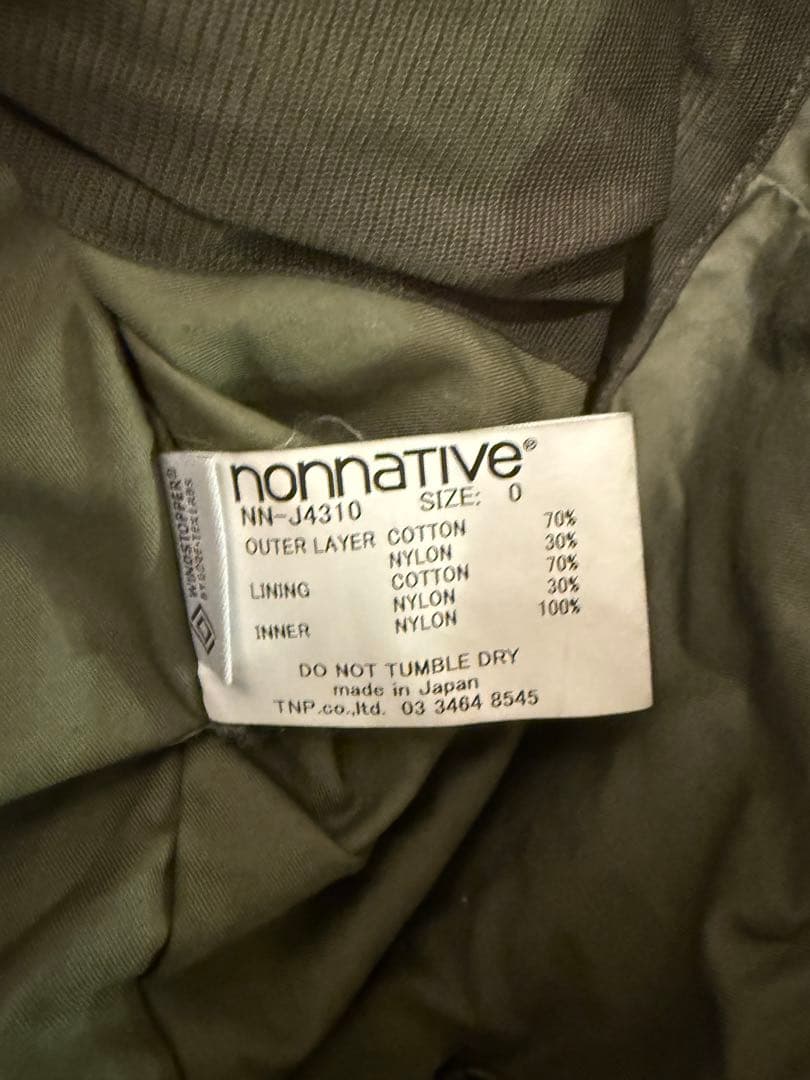 nonnative®
NN-J4310 SIZE: 0
OUTER LAYER COTTON 70%
NYLON 30%
LINING COTTON 70%
NYLON 30%
INNER NYLON 100%
DO NOT TUMBLE DRY
made in Japan
TNP.co.,ltd. 03 3464 8545
WINDSTOPPER®